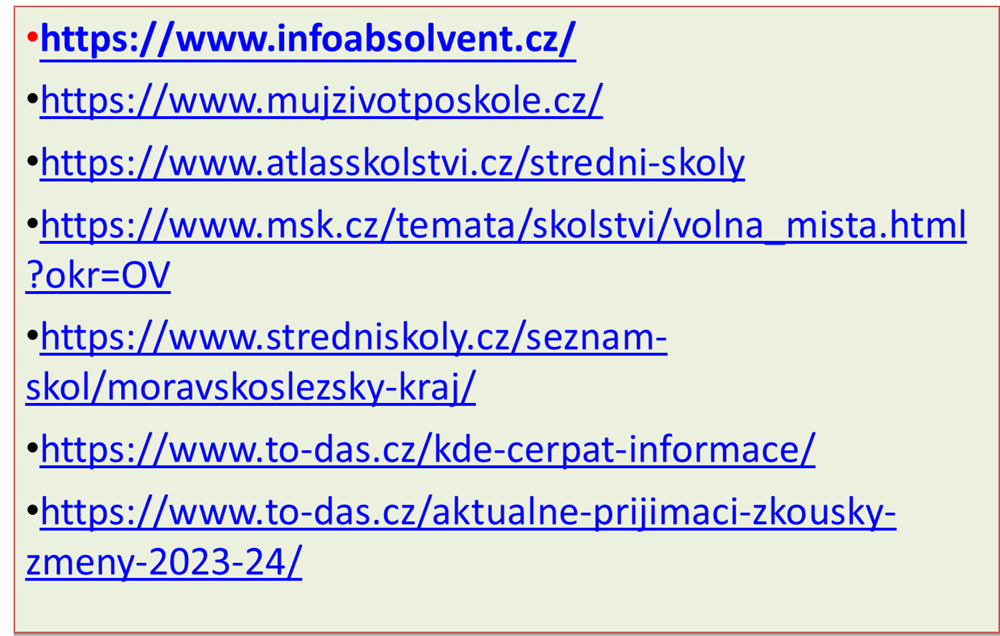 •https://www.infoabsolvent.cz/
•https://www.mujzivotposkole.cz/
•https://www.atlasskolstvi.cz/stredni-skoly
•https://www.msk.cz/temata/skolstvi/volna_mista.html
?okr=OV
•https://www.stredniskoly.cz/seznam-
skol/moravskoslezsky-kraj/
•https://www.to-das.cz/kde-cerpat-informace/
•https://www.to-das.cz/aktualne-prijimaci-zkousky-
zmeny-2023-24/